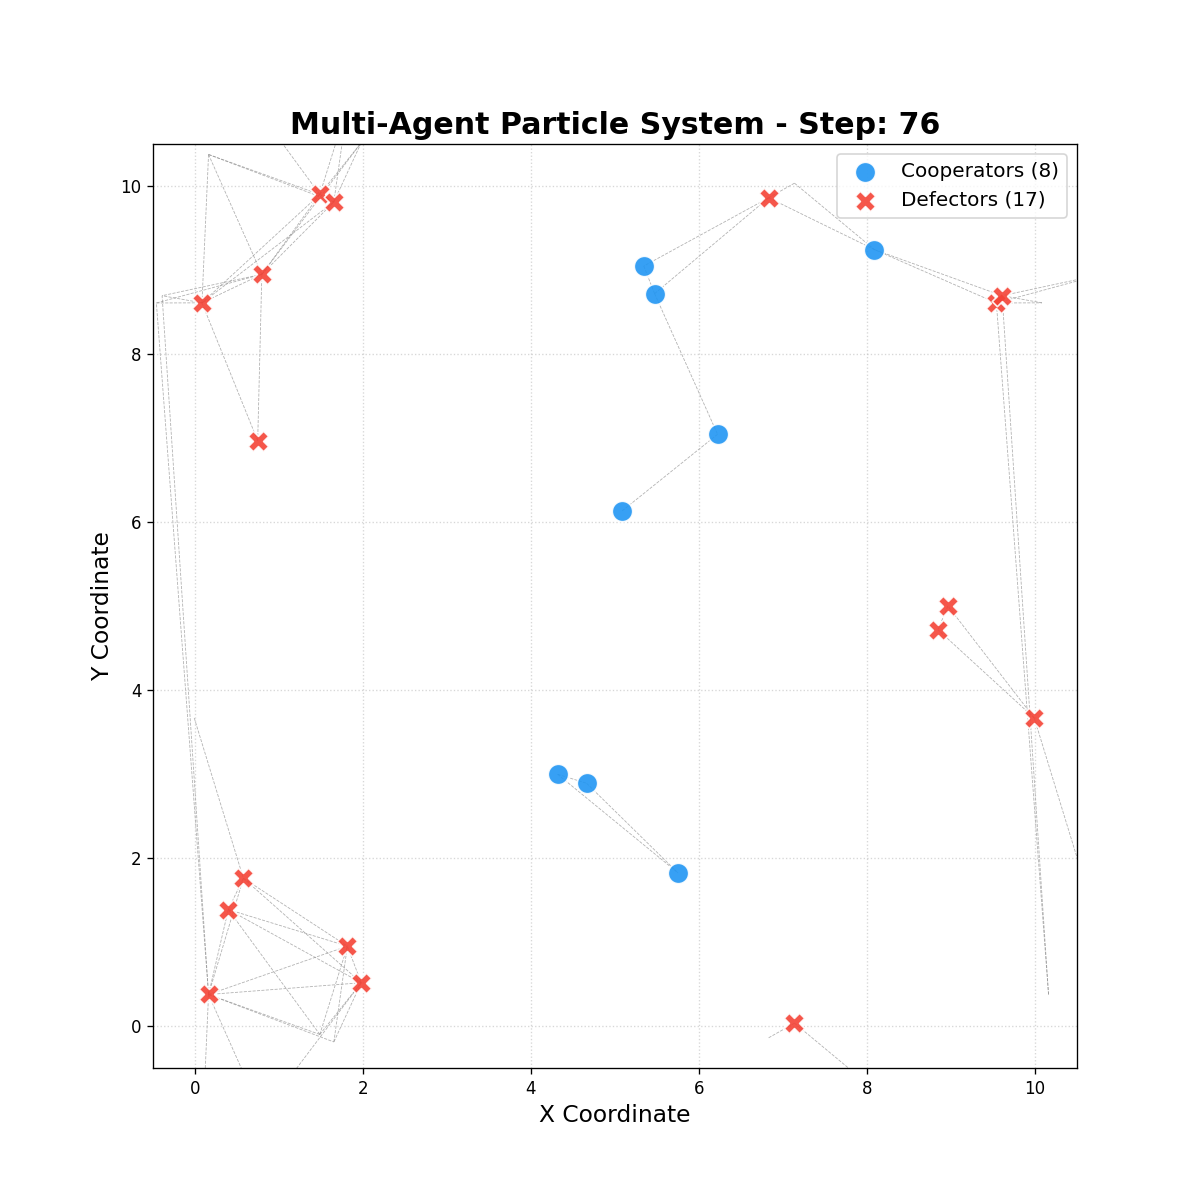 Multi-Agent Particle System - Step: 76
Cooperators (8)
Defectors (17)
10
8
6
4
2
0
Y Coordinate
0 2 4 6 8 10
X Coordinate